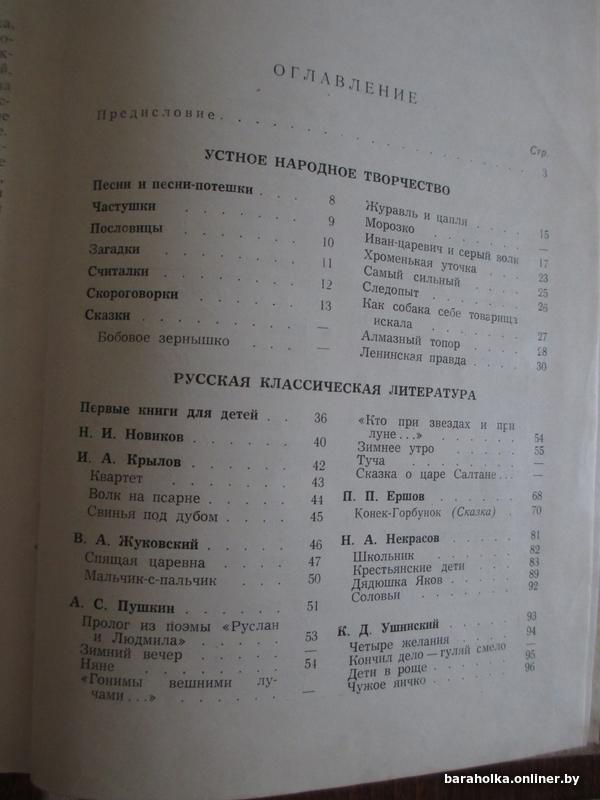 ОГЛАВЛЕНИЕ
Стр.
Предисловие . . . . . . . . . . . . . . . . 3
УСТНОЕ НАРОДНОЕ ТВОРЧЕСТВО
Песни и песни-потешки . . . 8
Частушки . . . . . . 9
Пословицы . . . . . . 10
Загадки . . . . . . 11
Считалки . . . . . . 12
Скороговорки . . . . . 13
Сказки . . . . . . . —
Бобовое зернышко . . . —
Журавль и цапля . . . . 15
Морозко . . . . . . —
Иван-царевич и серый волк 17
Хроменькая уточка . . . 23
Самый сильный . . . . 25
Следопыт . . . . . . 26
Как собака себе товарища
искала . . . . . . 27
Алмазный топор . . . . 28
Ленинская правда . . . . 30
РУССКАЯ КЛАССИЧЕСКАЯ ЛИТЕРАТУРА
Первые книги для детей . . 36
Н. И. Новиков . . . . . . 40
И. А. Крылов . . . . . . 42
Квартет . . . . . . . 43
Волк на псарне . . . . . 44
Свинья под дубом . . . . 45
В. А. Жуковский . . . . . 46
Спящая царевна . . . . . 47
Мальчик-с-пальчик . . . . 50
А. С. Пушкин . . . . . . 51
Пролог из поэмы «Руслан
и Людмила» . . . . . 53
Зимний вечер . . . . . —
Няне . . . . . . . . 54
«Гонимы вешними лу-
чами...» . . . . . . —
«Кто при звездах и при
луне...» . . . . . . 54
Зимнее утро . . . . . 55
Туча . . . . . . . —
Сказка о царе Салтане . . —
П. П. Ершов . . . . . . 68
Конек-Горбунок (Сказка) . 70
Н. А. Некрасов . . . . . 81
Школьник . . . . . . 82
Крестьянские дети . . . 83
Дядюшка Яков . . . . . 89
Соловьи . . . . . . . 92
К. Д. Ушинский . . . . . 93
Четыре желания . . . . 94
Кончил дело — гуляй смело
Дети в роще . . . . . 95
Чужое яичко . . . . . 96
baraholka.onliner.by